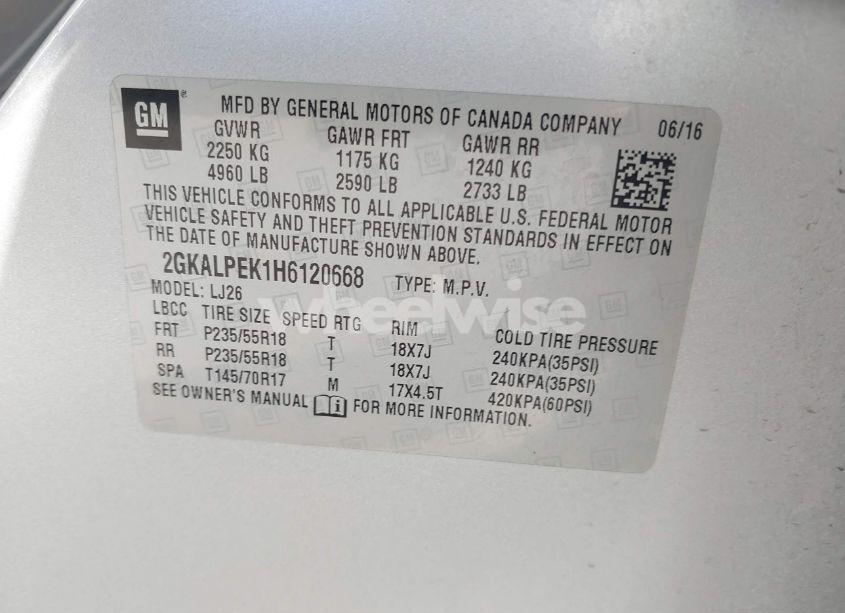 GM ®
MFD BY GENERAL MOTORS OF CANADA COMPANY 06/16
GVWR GAWR FRT GAWR RR
2250 KG 1175 KG 1240 KG
4960 LB 2590 LB 2733 LB
THIS VEHICLE CONFORMS TO ALL APPLICABLE U.S. FEDERAL MOTOR
VEHICLE SAFETY AND THEFT PREVENTION STANDARDS IN EFFECT ON
THE DATE OF MANUFACTURE SHOWN ABOVE.
2GKALPEK1H6120668 TYPE: M.P.V.
MODEL: LJ26
wheelwise
LBCC TIRE SIZE SPEED RTG RIM COLD TIRE PRESSURE
FRT P235/55R18 T 18X7J 240KPA(35PSI)
RR P235/55R18 T 18X7J 240KPA(35PSI)
SPA T145/70R17 M 17X4.5T 420KPA(60PSI)
SEE OWNER'S MANUAL i FOR MORE INFORMATION.